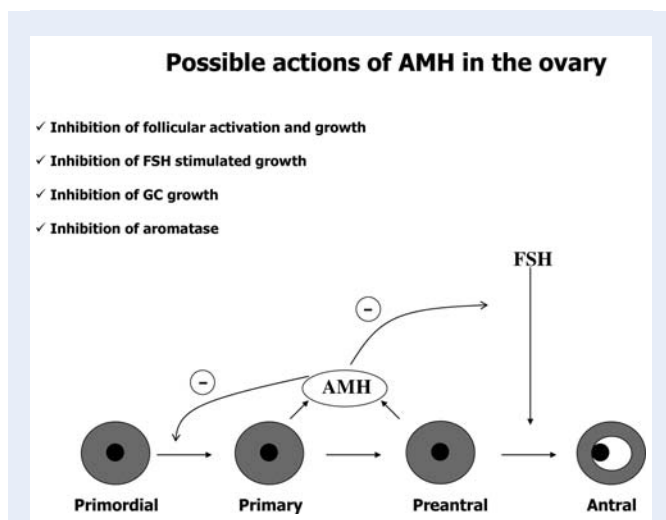 Possible actions of AMH in the ovary
✓ Inhibition of follicular activation and growth
✓ Inhibition of FSH stimulated growth
✓ Inhibition of GC growth
✓ Inhibition of aromatase
FSH
−
−
AMH
Primordial Primary Preantral Antral